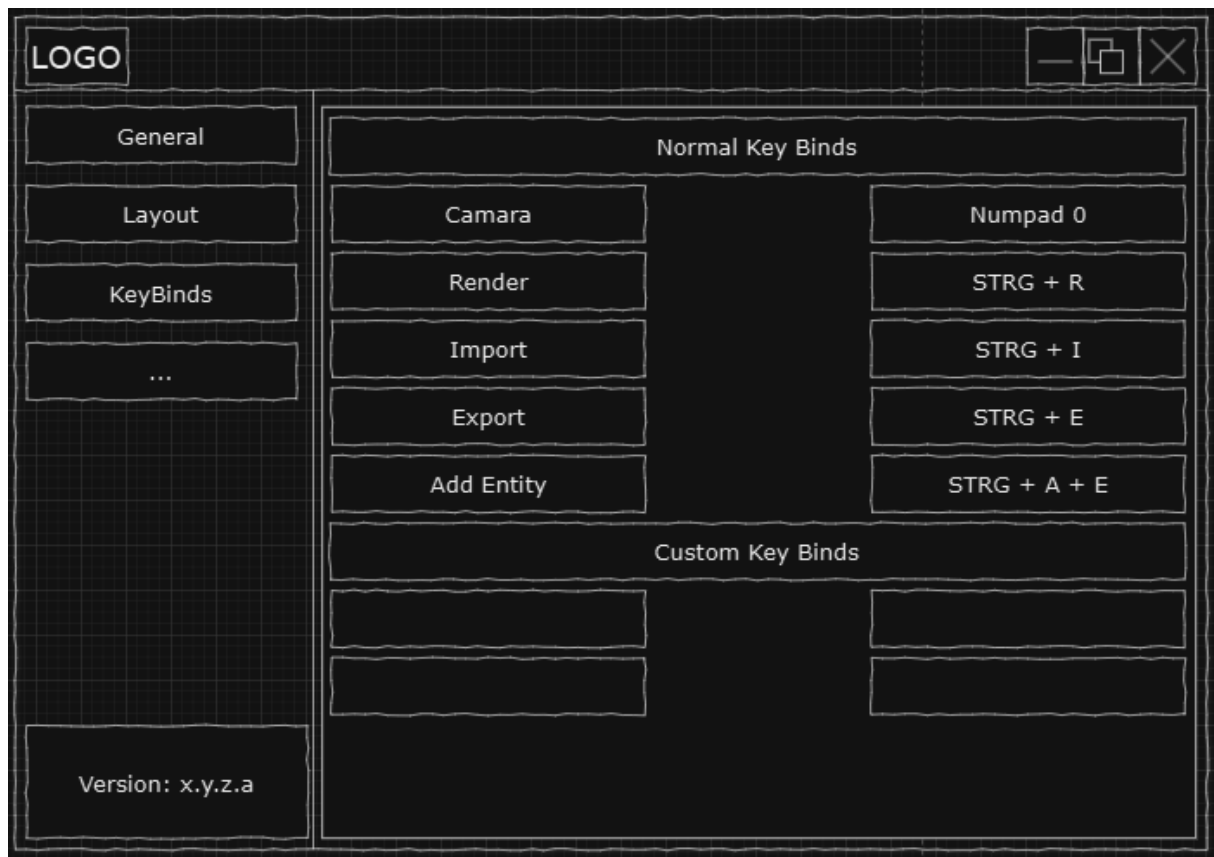 LOGO
General
Layout
KeyBinds
...
Version: x.y.z.a
Normal Key Binds
Camara
Numpad 0
Render
STRG + R
Import
STRG + I
Export
STRG + E
Add Entity
STRG + A + E
Custom Key Binds